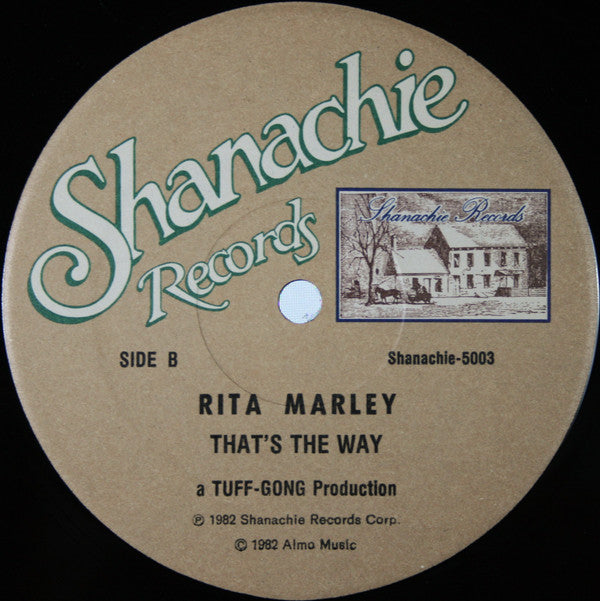 Shanachie
Records
Shanachie Records
SIDE B
Shanachie-5003
RITA MARLEY
THAT'S THE WAY
a TUFF-GONG Production
℗ 1982 Shanachie Records Corp.
© 1982 Almo Music